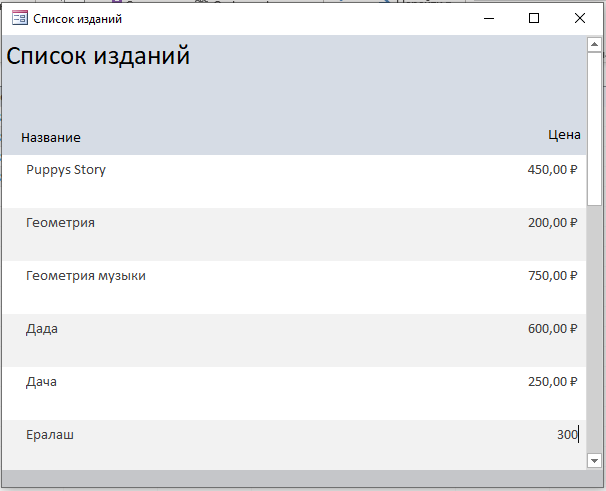 Список изданий
Список изданий
Название Цена
Puppys Story 450,00 ₽
Геометрия 200,00 ₽
Геометрия музыки 750,00 ₽
Дада 600,00 ₽
Дача 250,00 ₽
Ералаш 300